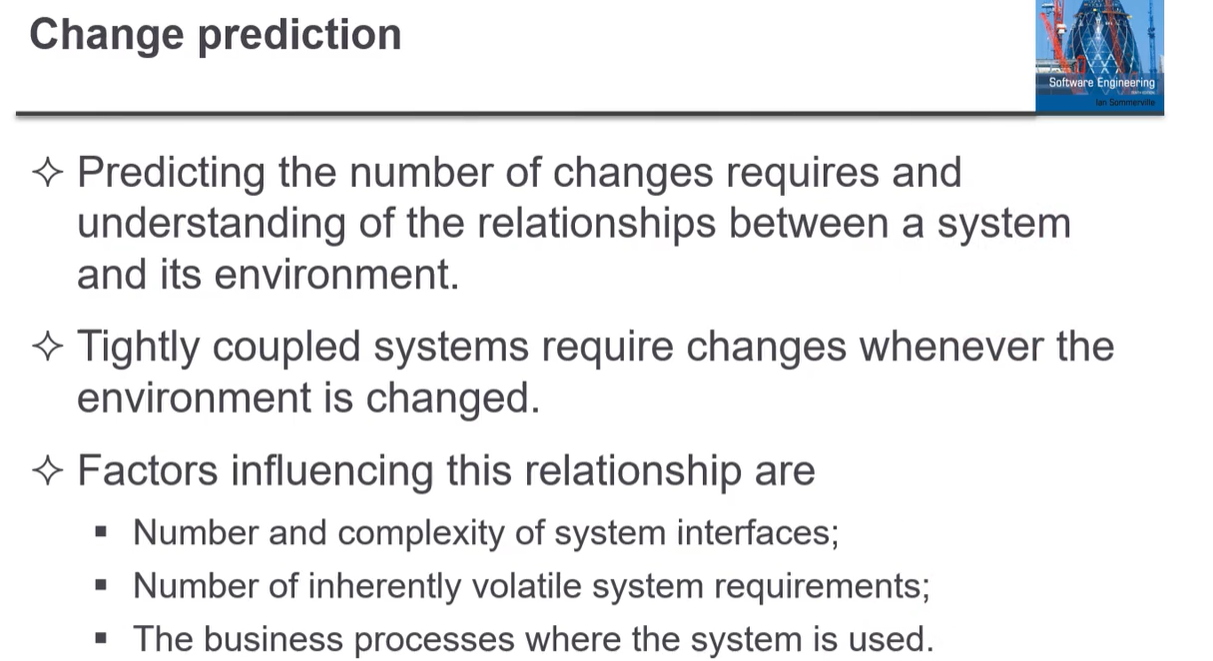 Change prediction
Software Engineering
Ian Sommerville
✧ Predicting the number of changes requires and
understanding of the relationships between a system
and its environment.
✧ Tightly coupled systems require changes whenever the
environment is changed.
✧ Factors influencing this relationship are
▪ Number and complexity of system interfaces;
▪ Number of inherently volatile system requirements;
▪ The business processes where the system is used.